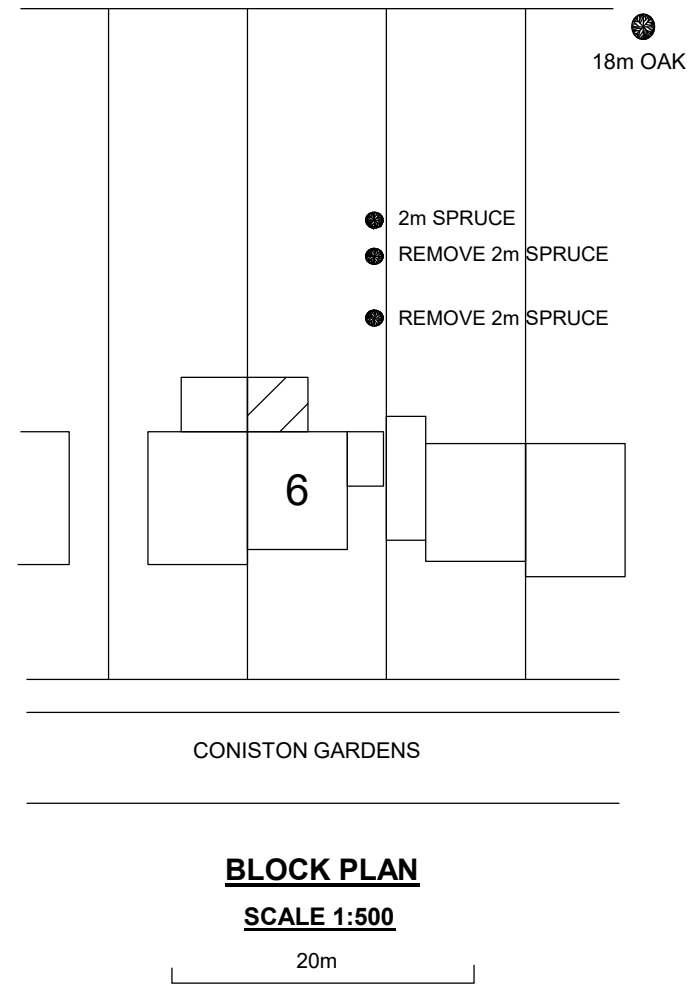 18m OAK
2m SPRUCE
REMOVE 2m SPRUCE
REMOVE 2m SPRUCE
6
CONISTON GARDENS
BLOCK PLAN
SCALE 1:500
20m